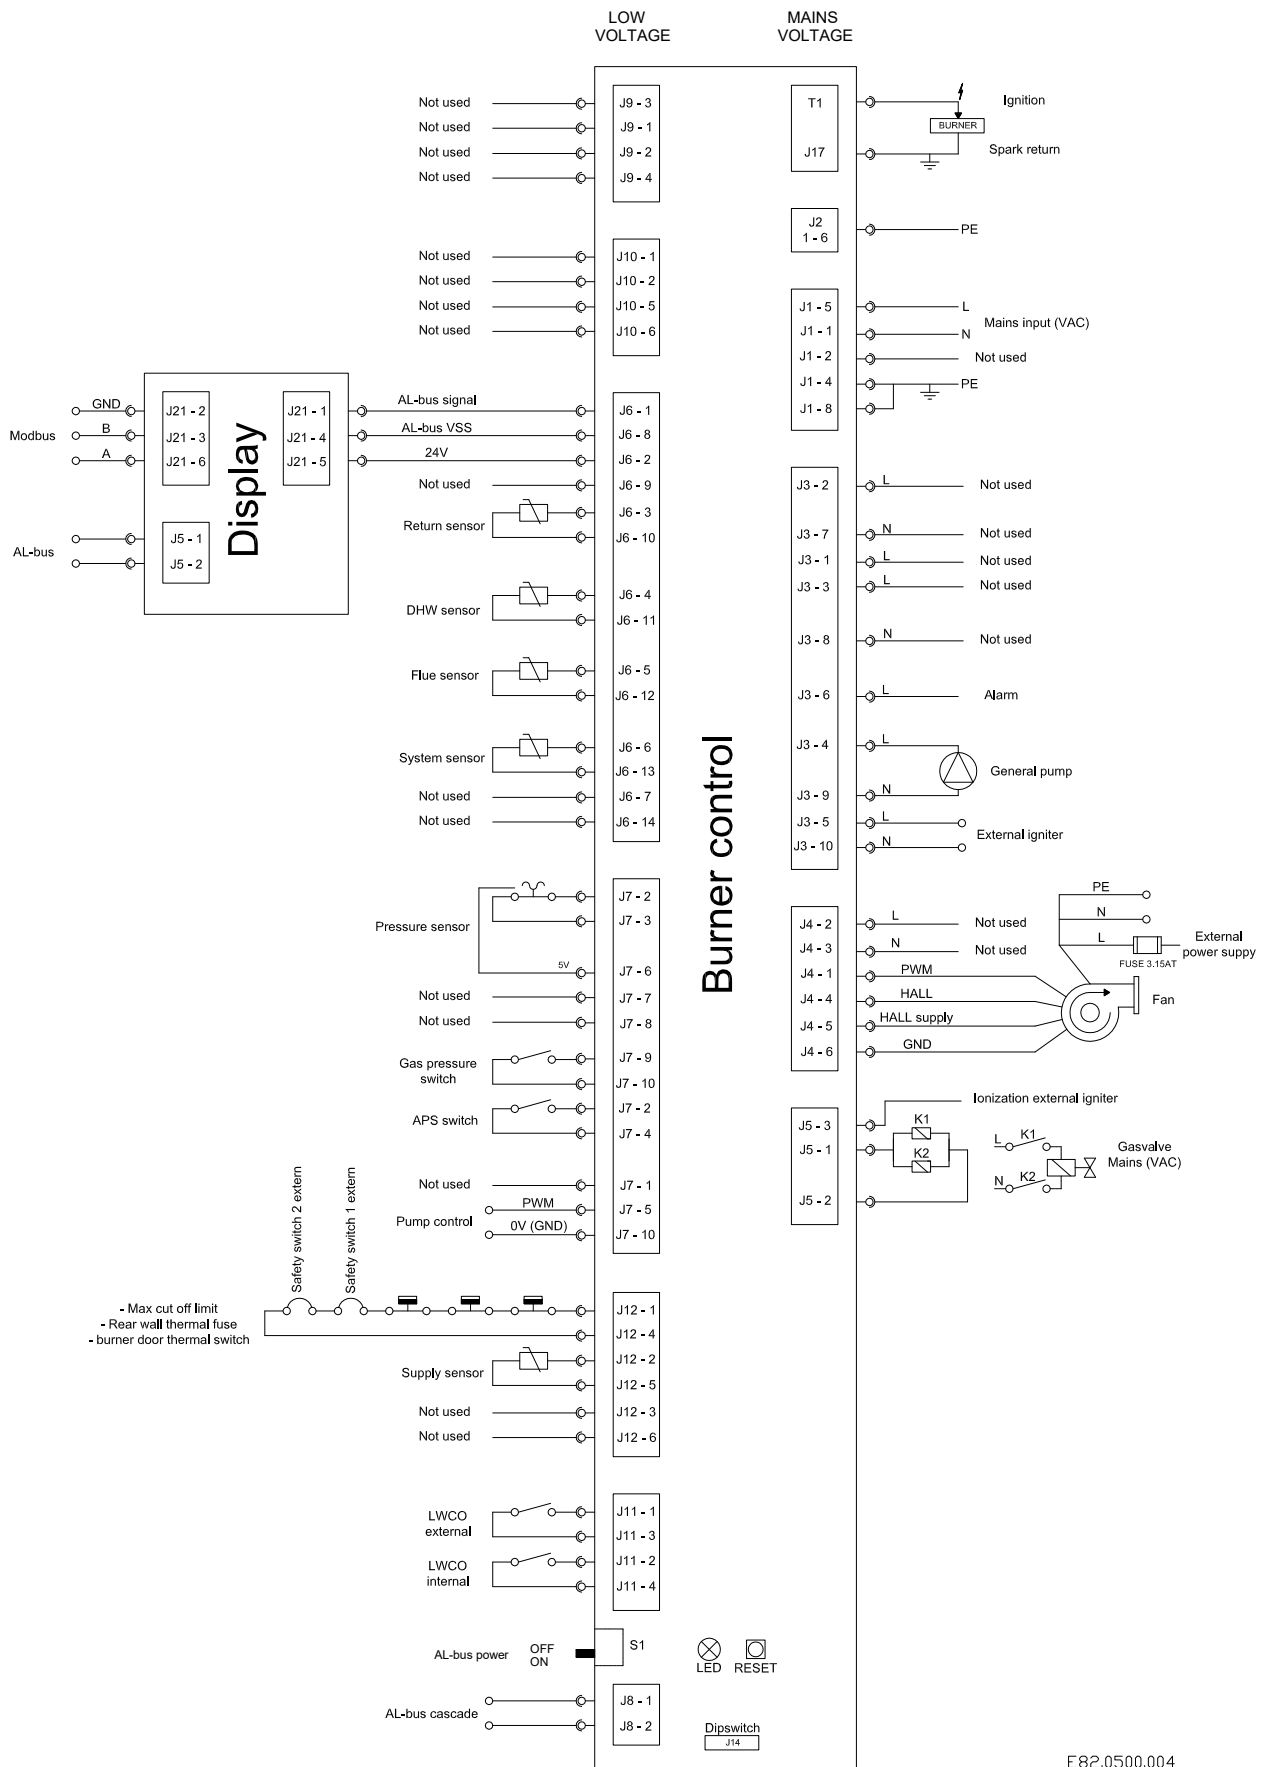 LOW
VOLTAGE
MAINS
VOLTAGE
Not used
J9 - 3
Not used
J9 - 1
Not used
J9 - 2
Not used
J9 - 4
Not used
J10 - 1
Not used
J10 - 2
Not used
J10 - 5
Not used
J10 - 6
Display
Modbus
GND
J21 - 2
B
J21 - 3
A
J21 - 6
J21 - 1
J21 - 4
J21 - 5
AL-bus
J5 - 1
J5 - 2
AL-bus signal
J6 - 1
AL-bus VSS
J6 - 8
24V
J6 - 2
Not used
J6 - 9
Return sensor
J6 - 3
J6 - 10
DHW sensor
J6 - 4
J6 - 11
Flue sensor
J6 - 5
J6 - 12
System sensor
J6 - 6
J6 - 13
Not used
J6 - 7
Not used
J6 - 14
Pressure sensor
J7 - 2
J7 - 3
5V
J7 - 6
Not used
J7 - 7
Not used
J7 - 8
Gas pressure
switch
J7 - 9
J7 - 10
APS switch
J7 - 2
J7 - 4
Not used
J7 - 1
Pump control
PWM
J7 - 5
0V (GND)
J7 - 10
Safety switch 2 extern
Safety switch 1 extern
- Max cut off limit
- Rear wall thermal fuse
- burner door thermal switch
J12 - 1
J12 - 4
Supply sensor
J12 - 2
J12 - 5
Not used
J12 - 3
Not used
J12 - 6
LWCO
external
J11 - 1
J11 - 3
LWCO
internal
J11 - 2
J11 - 4
AL-bus power
OFF
ON
S1
AL-bus cascade
J8 - 1
J8 - 2
Burner control
LED
RESET
Dipswitch
J14
T1
Ignition
BURNER
J17
Spark return
J2
1 - 6
PE
J1 - 5
L
J1 - 1
N
Mains input (VAC)
J1 - 2
Not used
J1 - 4
PE
J1 - 8
J3 - 2
L
Not used
J3 - 7
N
Not used
J3 - 1
L
Not used
J3 - 3
L
Not used
J3 - 8
N
Not used
J3 - 6
L
Alarm
J3 - 4
L
General pump
J3 - 9
N
J3 - 5
L
External igniter
J3 - 10
N
J4 - 2
L
Not used
J4 - 3
N
Not used
J4 - 1
PWM
J4 - 4
HALL
J4 - 5
HALL supply
J4 - 6
GND
PE
N
L
FUSE 3.15AT
External
power suppy
Fan
J5 - 3
Ionization external igniter
J5 - 1
K1
K2
J5 - 2
L
K1
N
K2
Gasvalve
Mains (VAC)
E82.0500.004